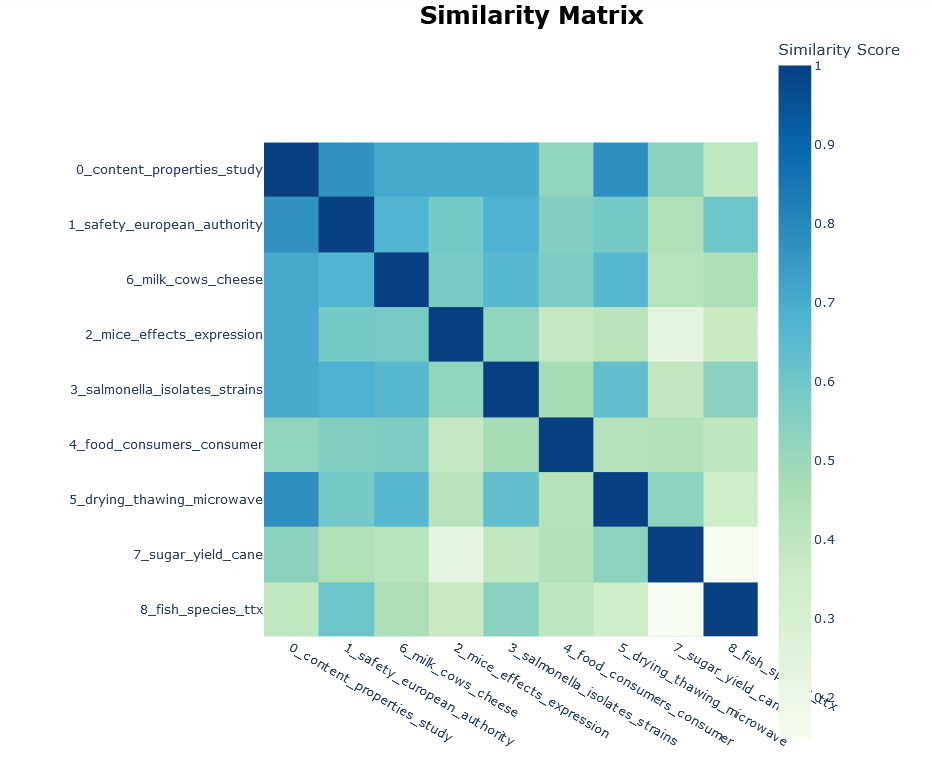 Similarity Matrix
Similarity Score
1
0.9
0.8
0.7
0.6
0.5
0.4
0.3
0.2
0_content_properties_study
1_safety_european_authority
6_milk_cows_cheese
2_mice_effects_expression
3_salmonella_isolates_strains
4_food_consumers_consumer
5_drying_thawing_microwave
7_sugar_yield_cane
8_fish_species_ttx
0_content_properties_study
1_safety_european_authority
6_milk_cows_cheese
2_mice_effects_expression
3_salmonella_isolates_strains
4_food_consumers_consumer
5_drying_thawing_microwave
7_sugar_yield_cane
8_fish_species_ttx